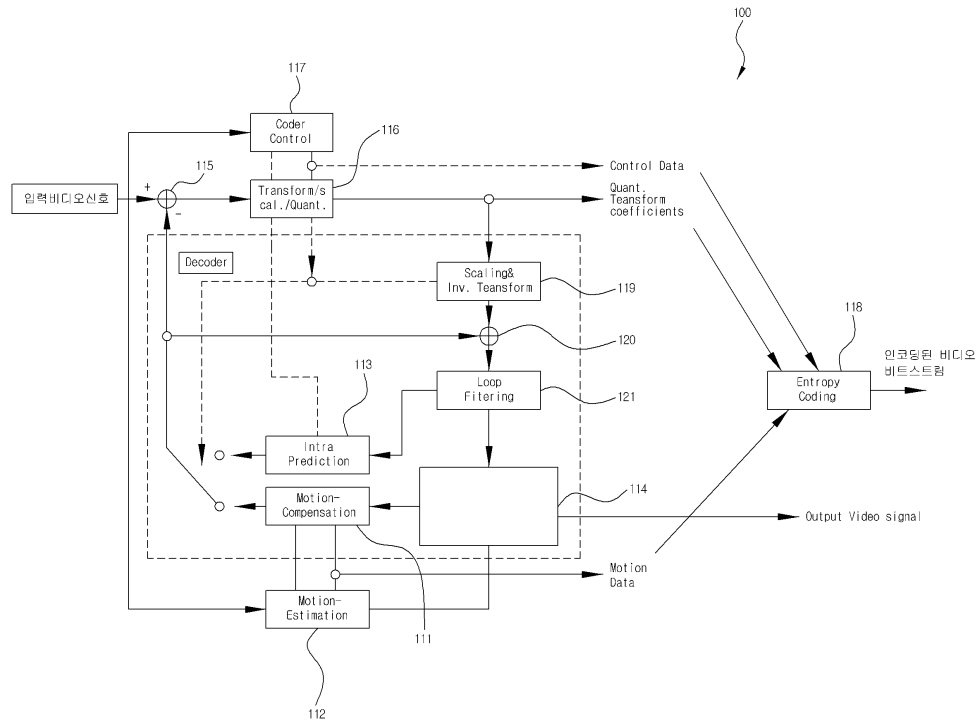 100
117
Coder
Control
116
115
Control Data
+
입력비디오신호
-
Transform/s
cal./Quant.
Quant.
Teansform
coefficients
Decoder
Scaling&
Inv. Teansform
119
120
118
인코딩된 비디오
비트스트림
113
Loop
Filtering
121
Entropy
Coding
Intra
Prediction
Motion-
Compensation
114
Output Video signal
Motion
Data
Motion-
Estimation
111
112